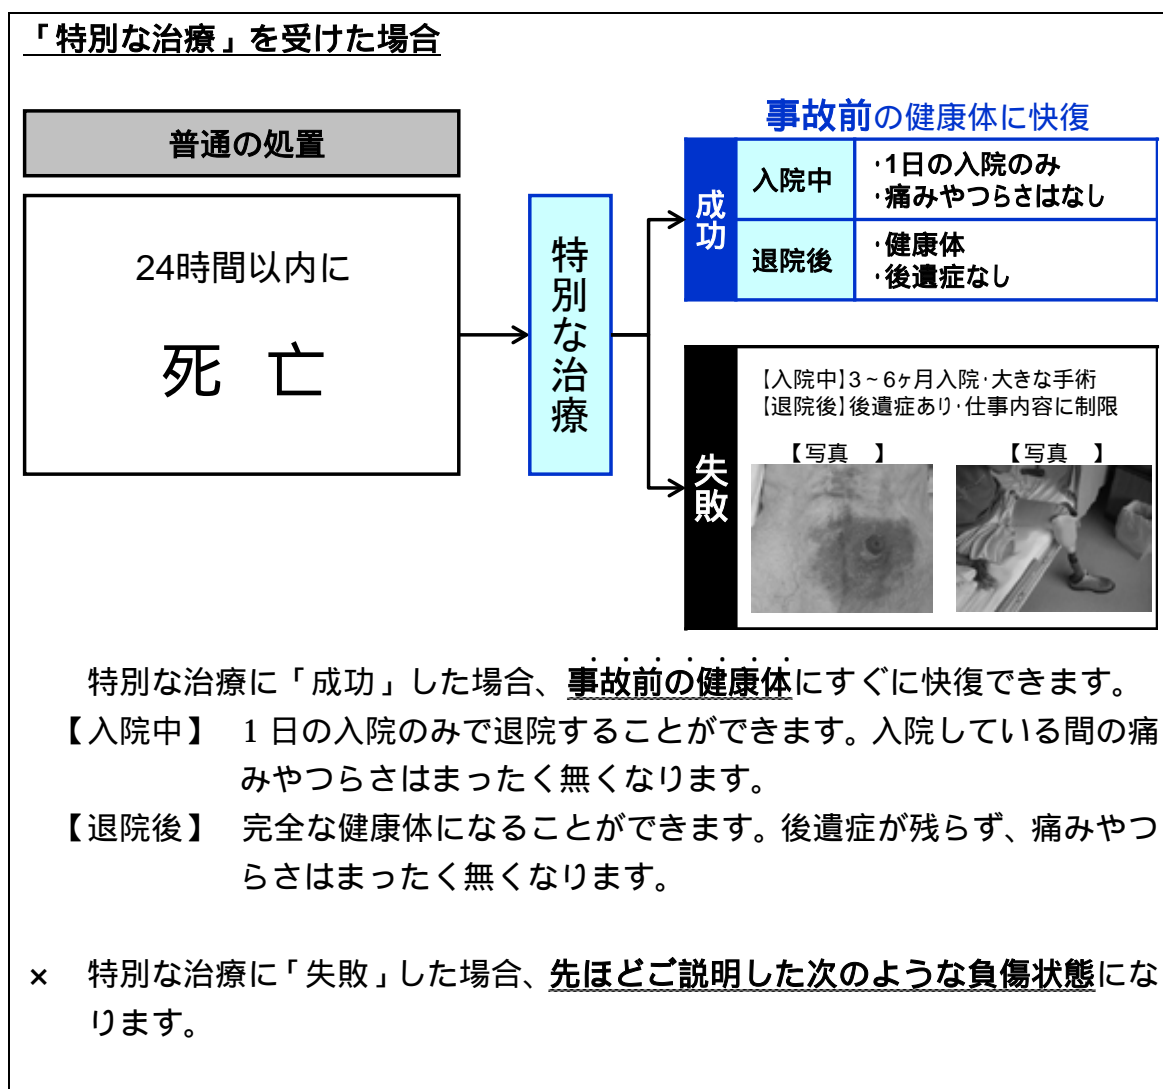 「特別な治療」を受けた場合
普通の処置
24時間以内に
死 亡
特別な治療
事故前の健康体に快復
成功
入院中
・1日の入院のみ
・痛みやつらさはなし
退院後
・健康体
・後遺症なし
失敗
【入院中】3~6ヶ月入院・大きな手術
【退院後】後遺症あり・仕事内容に制限
【写真　】
【写真　】
特別な治療に「成功」した場合、事故前の健康体にすぐに快復できます。
【入院中】 1日の入院のみで退院することができます。入院している間の痛
みやつらさはまったく無くなります。
【退院後】 完全な健康体になることができます。後遺症が残らず、痛みやつ
らさはまったく無くなります。
× 特別な治療に「失敗」した場合、先ほどご説明した次のような負傷状態にな
ります。